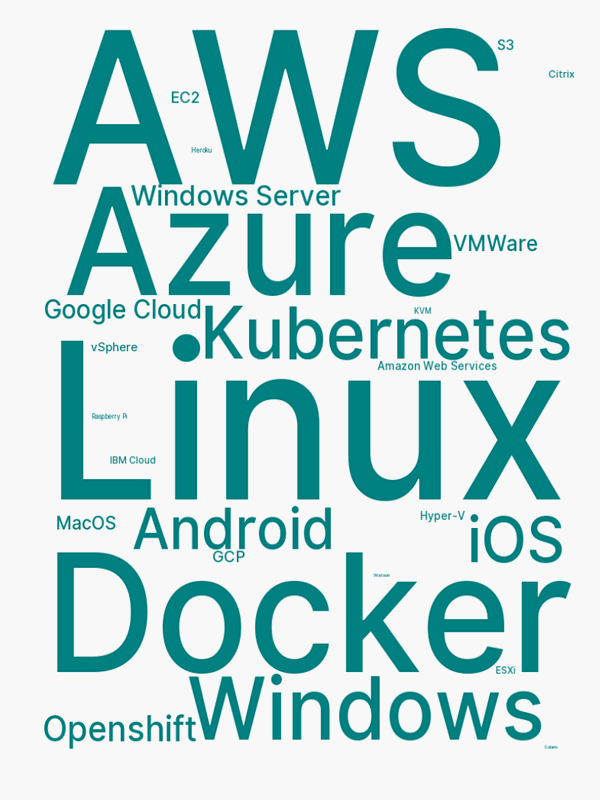 AWS
S3
Citrix
EC2
Heroku
Windows Server
Azure
VMWare
Google Cloud
KVM
Kubernetes
vSphere
Amazon Web Services
Linux
Raspberry Pi
IBM Cloud
MacOS
Android
Hyper-V
iOS
GCP
Docker
ESXi
Windows
Openshift